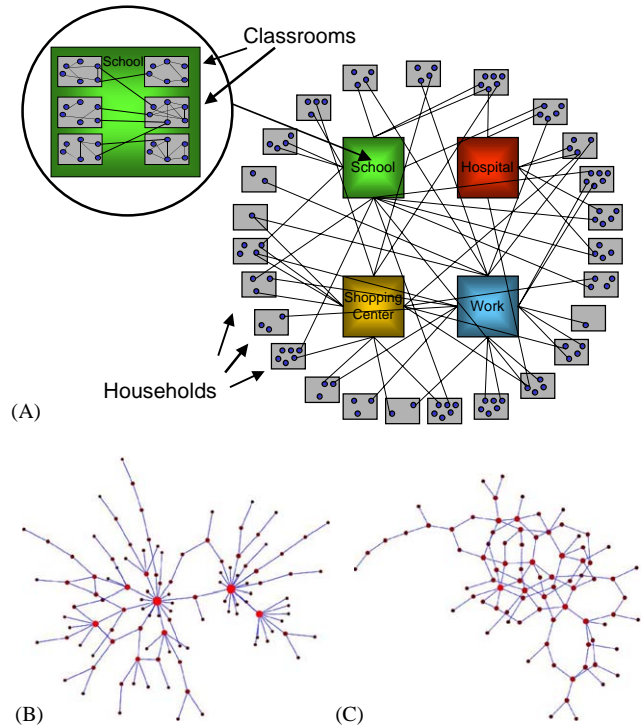 School
Classrooms
School
Hospital
Shopping
Center
Work
Households
(A)
(B)
(C)